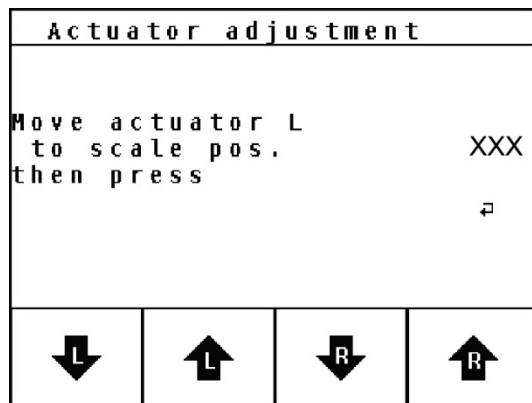 Actuator adjustment
Move actuator L
to scale pos. XXX
then press
↵
L L R R